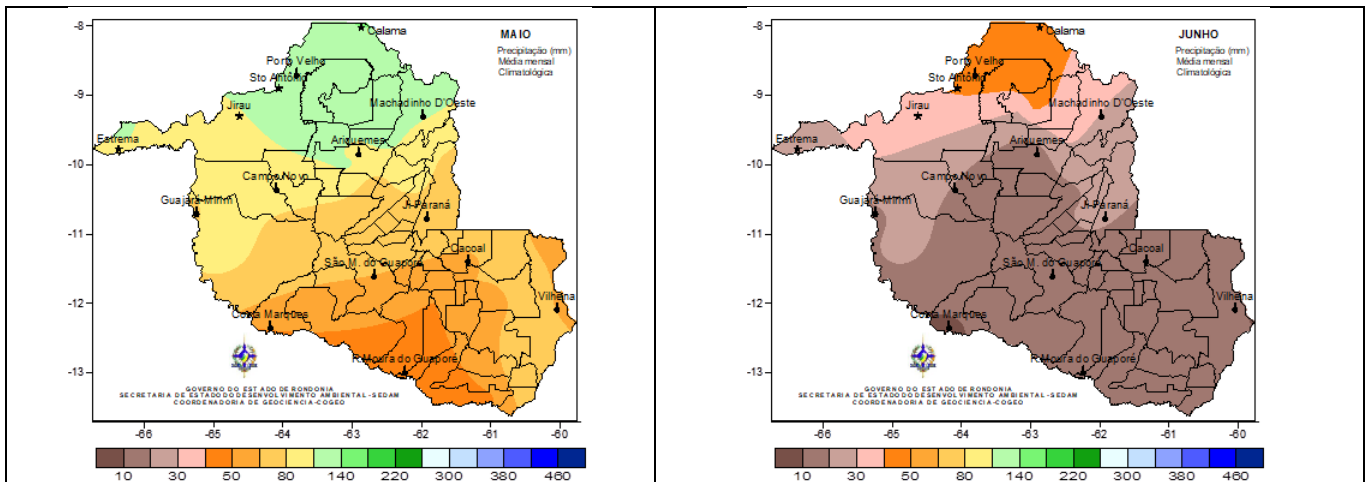 -8
Calama
MAIO
Precipitação (mm)
Média mensal
Climatológica
Porto Velho
Sto Antônio
-9
Jirau
Machadinho D'Oeste
Estrema
Ariquemes
-10
Campo Novo
Guajará-Mirim
Ji Paraná
-11
Cacoal
São M. do Guaporé
-12
Vilhena
Costa Marques
R.Moura do Guaporé
-13
GOVERNO DO ESTADO DE RONDONIA
SECRETARIA DE ESTADODO DESENVOLVIMENTO AMBIENTAL-SEDAM
COORDENADORIA DE GEOCIENCIA-COGEO
-66 -65 -64 -63 -62 -61 -60
10 30 50 80 140 220 300 380 460
-8
Calama
JUNHO
Precipitação (mm)
Média mensal
Climatológica
Porto Velho
Sto Antônio
-9
Jirau
Machadinho D'Oeste
Estrema
Ariquemes
-10
Campo Novo
Guajará-Mirim
Ji Paraná
-11
Cacoal
São M. do Guaporé
-12
Vilhena
Costa Marques
R.Moura do Guaporé
-13
GOVERNO DO ESTADO DE RONDONIA
SECRETARIA DE ESTADODO DESENVOLVIMENTO AMBIENTAL-SEDAM
COORDENADORIA DE GEOCIENCIA-COGEO
-66 -65 -64 -63 -62 -61 -60
10 30 50 80 140 220 300 380 460